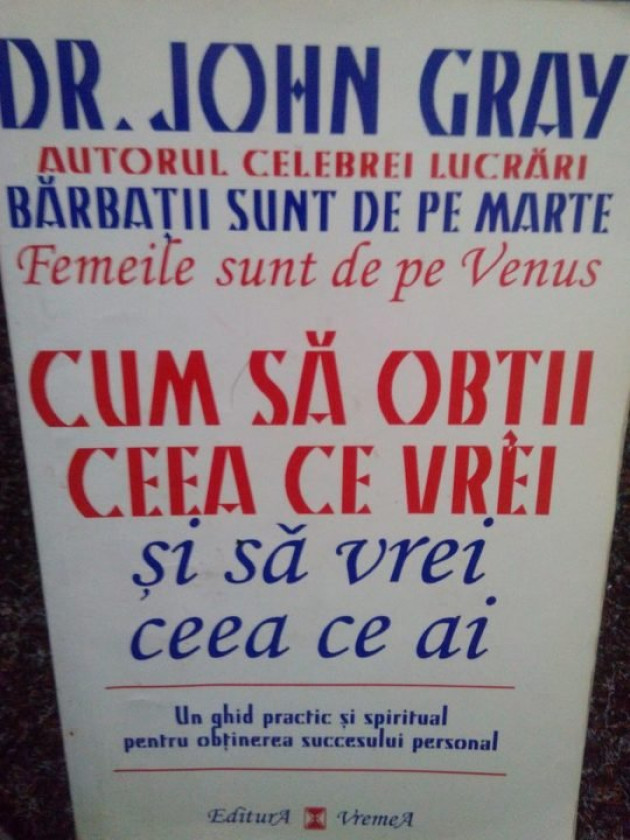 DR. JOHN GRAY
AUTORUL CELEBREI LUCRĂRI
BĂRBAȚII SUNT DE PE MARTE
Femeile sunt de pe Venus
CUM SĂ OBȚII
CEEA CE VREI
și să vrei
ceea ce ai
Un ghid practic și spiritual
pentru obținerea succesului personal
EditurA VremeA